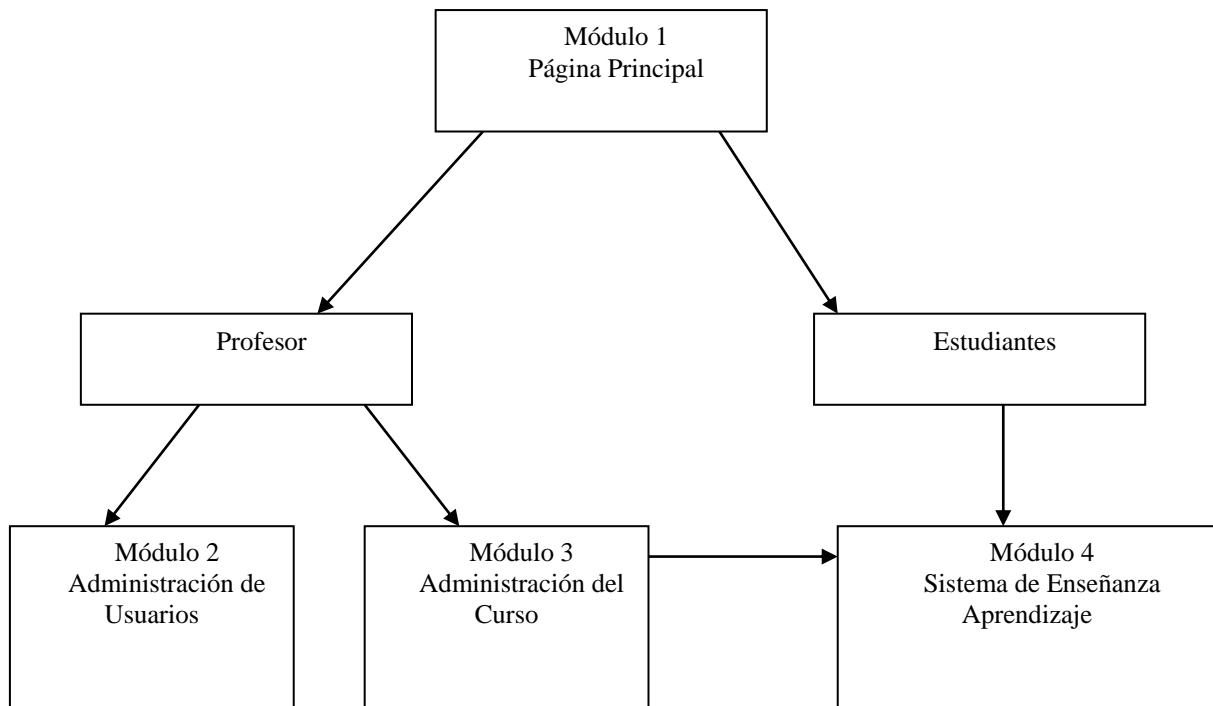 Módulo 1
Página Principal
Profesor
Estudiantes
Módulo 2
Administración de
Usuarios
Módulo 3
Administración del
Curso
Módulo 4
Sistema de Enseñanza
Aprendizaje